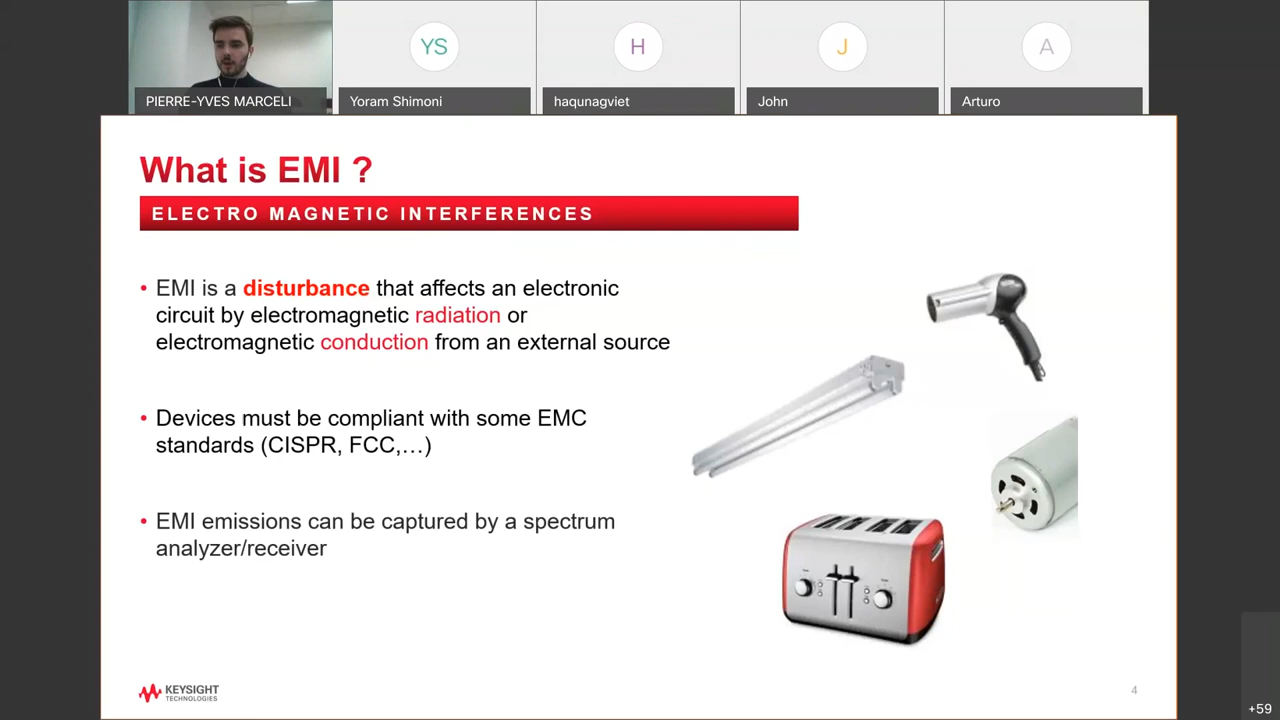 YS
H
J
A
PIERRE-YVES MARCELI
Yoram Shimoni
haqunagviet
John
Arturo
What is EMI ?
ELECTRO MAGNETIC INTERFERENCES
• EMI is a disturbance that affects an electronic
circuit by electromagnetic radiation or
electromagnetic conduction from an external source
• Devices must be compliant with some EMC
standards (CISPR, FCC,…)
• EMI emissions can be captured by a spectrum
analyzer/receiver
KEYSIGHT
TECHNOLOGIES
4
+59